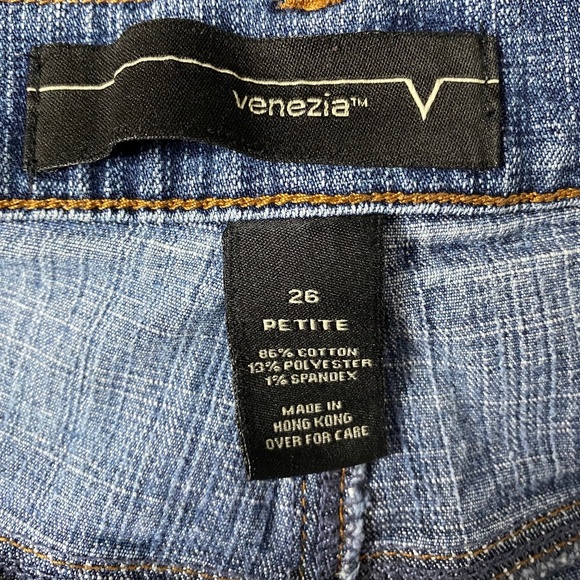 venezia™
26
PETITE
86% COTTON
13% POLYESTER
1% SPANDEX
MADE IN
HONG KONG
OVER FOR CARE